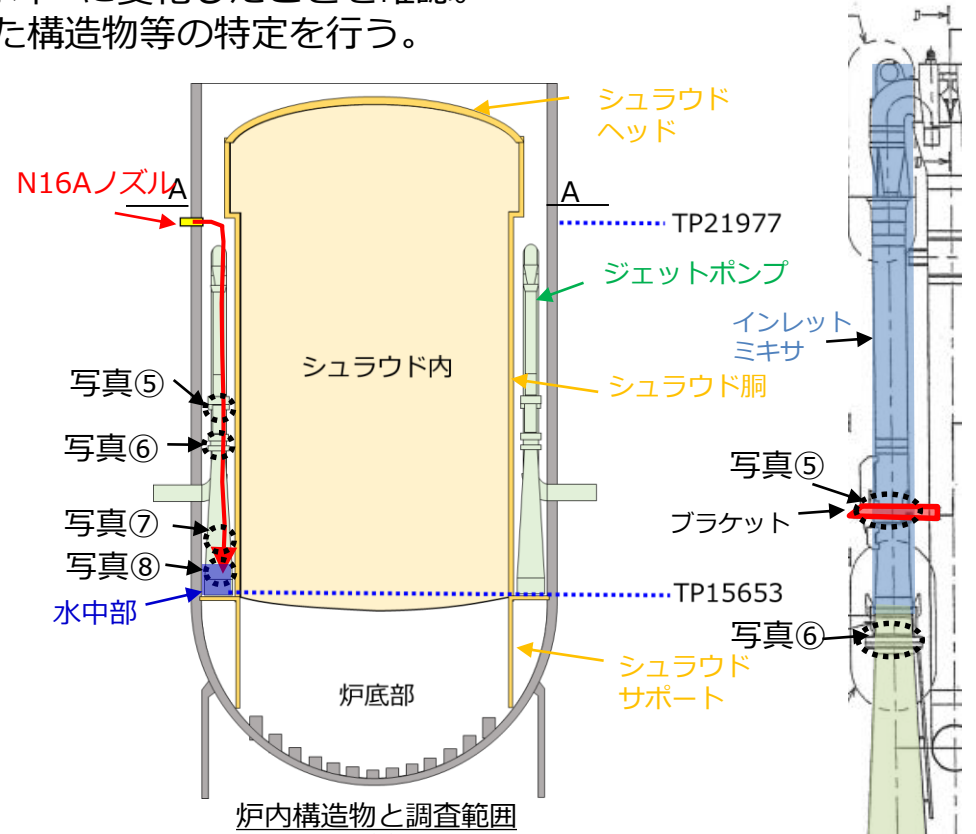 た構造物等の特定を行う。
シュラウド
ヘッド
N16Aノズル
A
A
TP21977
ジェットポンプ
インレット
ミキサ
シュラウド内
シュラウド胴
写真⑤
写真⑥
写真⑤
ブラケット
写真⑦
写真⑧
水中部
TP15653
写真⑥
シュラウド
サポート
炉底部
炉内構造物と調査範囲